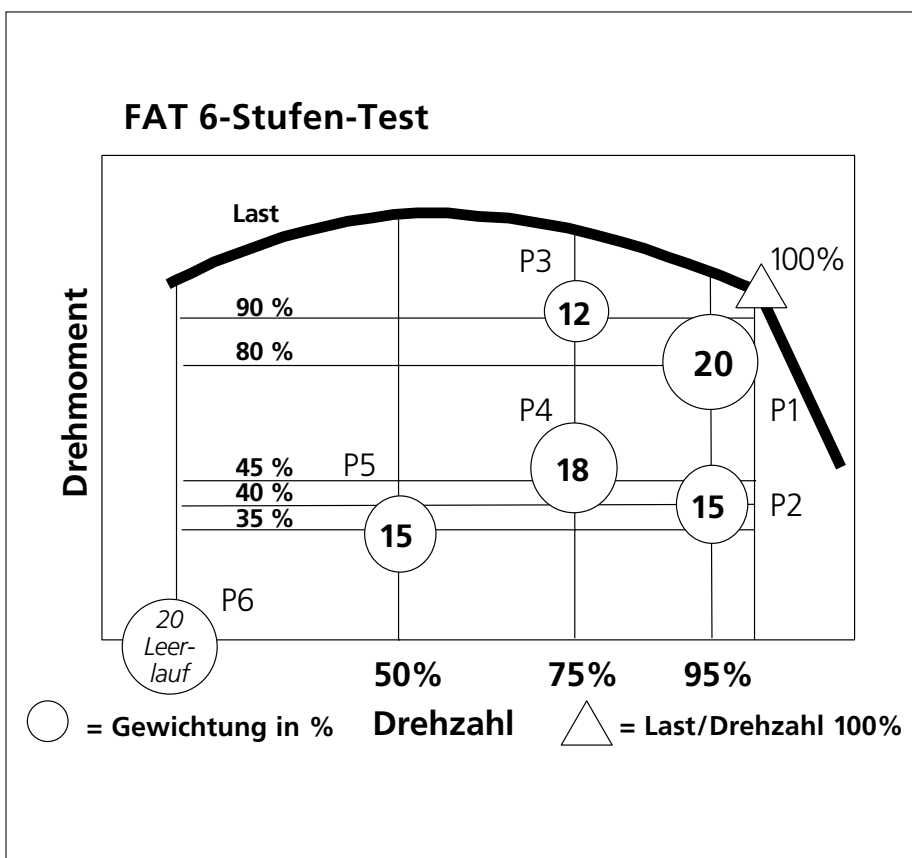 FAT 6-Stufen-Test
Last
P3
100%
90 %
12
80 %
20
P4
P1
P5
45 %
18
40 %
15
P2
35 %
15
P6
20
Leer-
lauf
Drehmoment
50%
75%
95%
= Gewichtung in %
Drehzahl
= Last/Drehzahl 100%